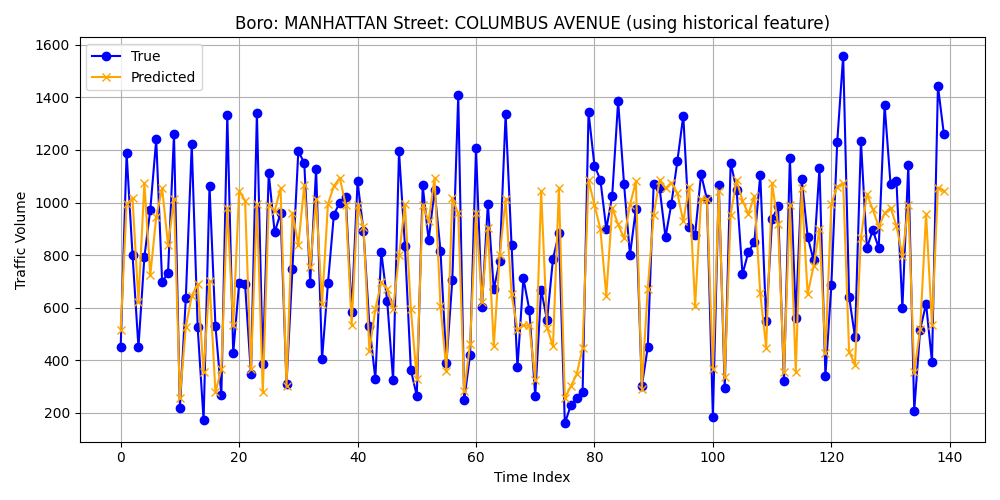 Boro: MANHATTAN Street: COLUMBUS AVENUE (using historical feature)
True
Predicted
Traffic Volume
1600
1400
1200
1000
800
600
400
200
0 20 40 60 80 100 120 140
Time Index